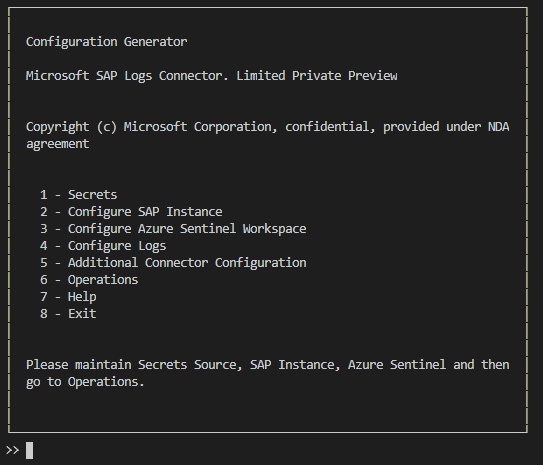 Configuration Generator
Microsoft SAP Logs Connector. Limited Private Preview
Copyright (c) Microsoft Corporation, confidential, provided under NDA
agreement
1 - Secrets
2 - Configure SAP Instance
3 - Configure Azure Sentinel Workspace
4 - Configure Logs
5 - Additional Connector Configuration
6 - Operations
7 - Help
8 - Exit
Please maintain Secrets Source, SAP Instance, Azure Sentinel and then
go to Operations.
>>